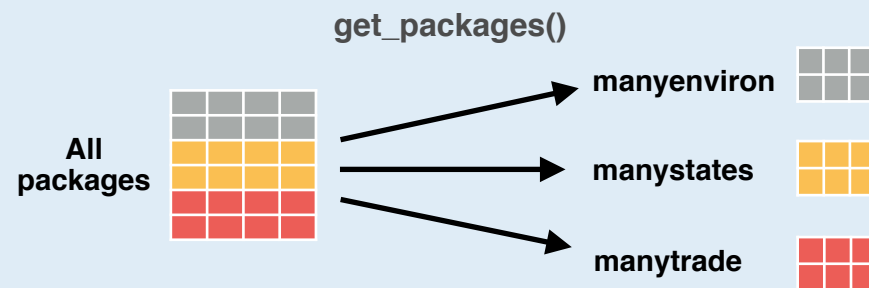 get_packages()
All
packages
manyenviron
manystates
manytrade